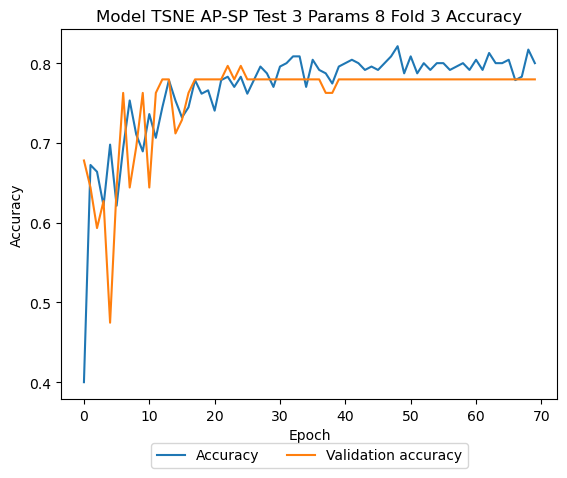 Model TSNE AP-SP Test 3 Params 8 Fold 3 Accuracy
Accuracy
0.8
0.7
0.6
0.5
0.4
0 10 20 30 40 50 60 70
Epoch
Accuracy Validation accuracy